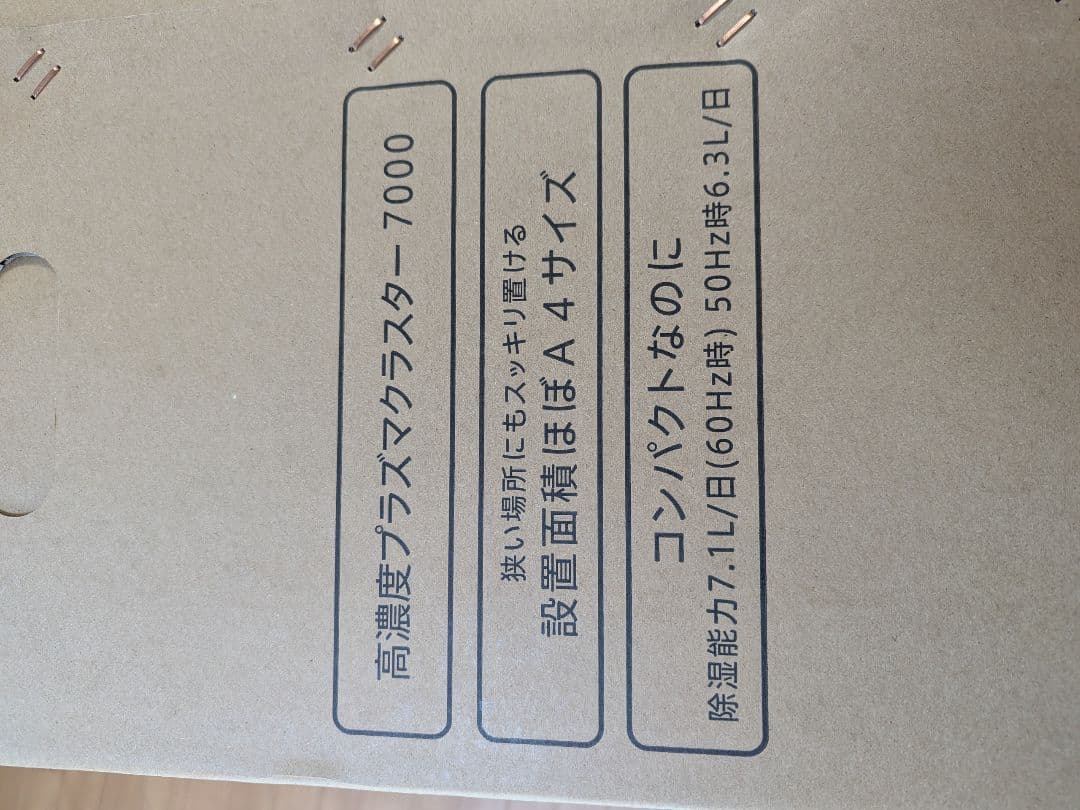 高濃度プラズマクラスター 7000
狭い場所にもスッキリ置ける
設置面積ほぼA4サイズ
コンパクトなのに
除湿能力7.1L/日(60Hz時) 50Hz時6.3L/日